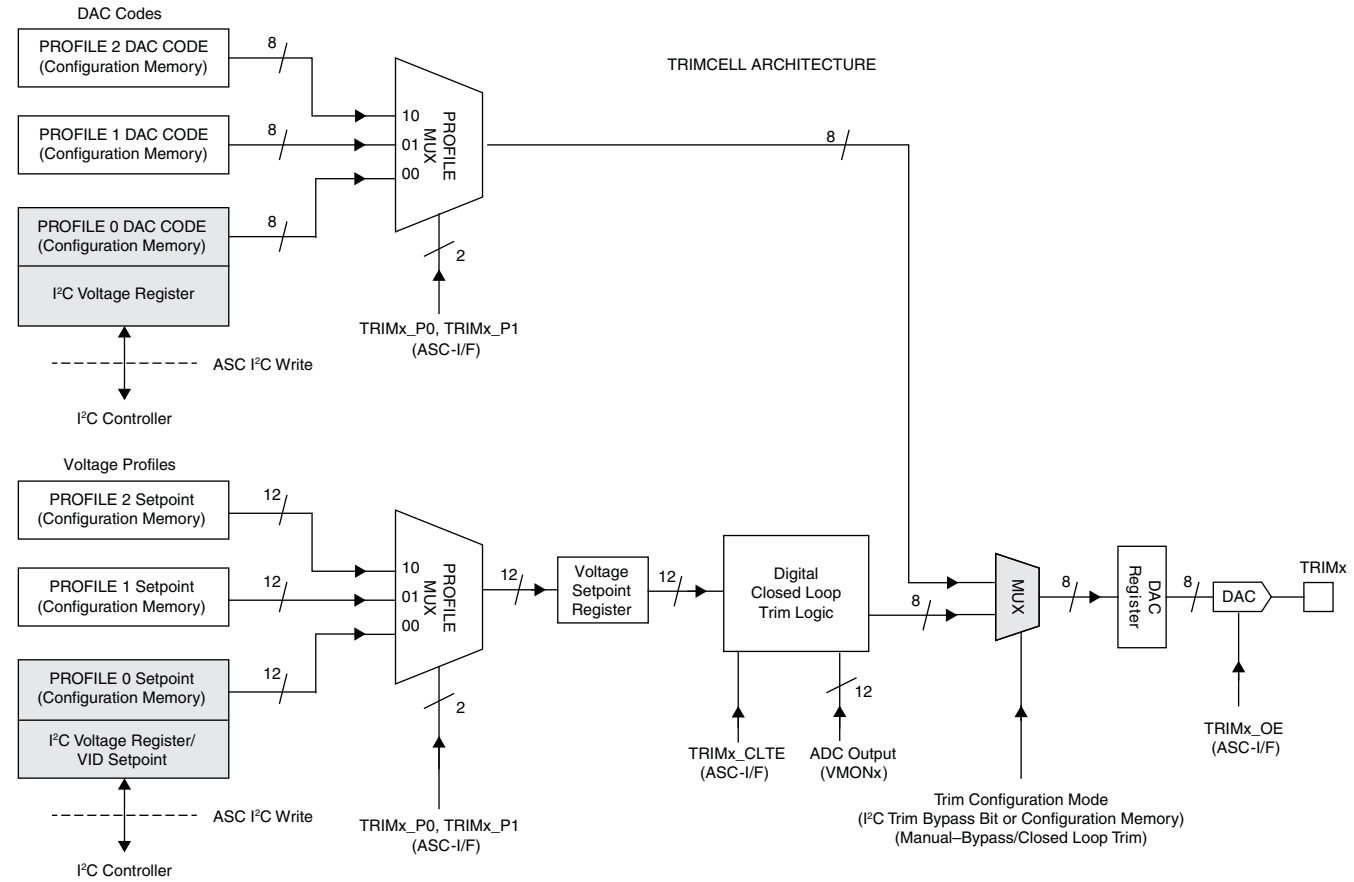 DAC Codes
PROFILE 2 DAC CODE
(Configuration Memory)
8
TRIMCELL ARCHITECTURE
PROFILE 1 DAC CODE
(Configuration Memory)
8
10
01
00
PROFILE
MUX
8
PROFILE 0 DAC CODE
(Configuration Memory)
8
I²C Voltage Register
2
TRIMx_P0, TRIMx_P1
(ASC-I/F)
ASC I²C Write
I²C Controller
Voltage Profiles
PROFILE 2 Setpoint
(Configuration Memory)
12
PROFILE 1 Setpoint
(Configuration Memory)
12
10
01
00
PROFILE
MUX
12
Voltage
Setpoint
Register
12
Digital
Closed Loop
Trim Logic
8
MUX
8
DAC
Register
8
DAC
TRIMx
PROFILE 0 Setpoint
(Configuration Memory)
12
I²C Voltage Register/
VID Setpoint
2
12
TRIMx_CLTE
(ASC-I/F)
ADC Output
(VMONx)
TRIMx_OE
(ASC-I/F)
Trim Configuration Mode
(I²C Trim Bypass Bit or Configuration Memory)
(Manual–Bypass/Closed Loop Trim)
ASC I²C Write
TRIMx_P0, TRIMx_P1
(ASC-I/F)
I²C Controller